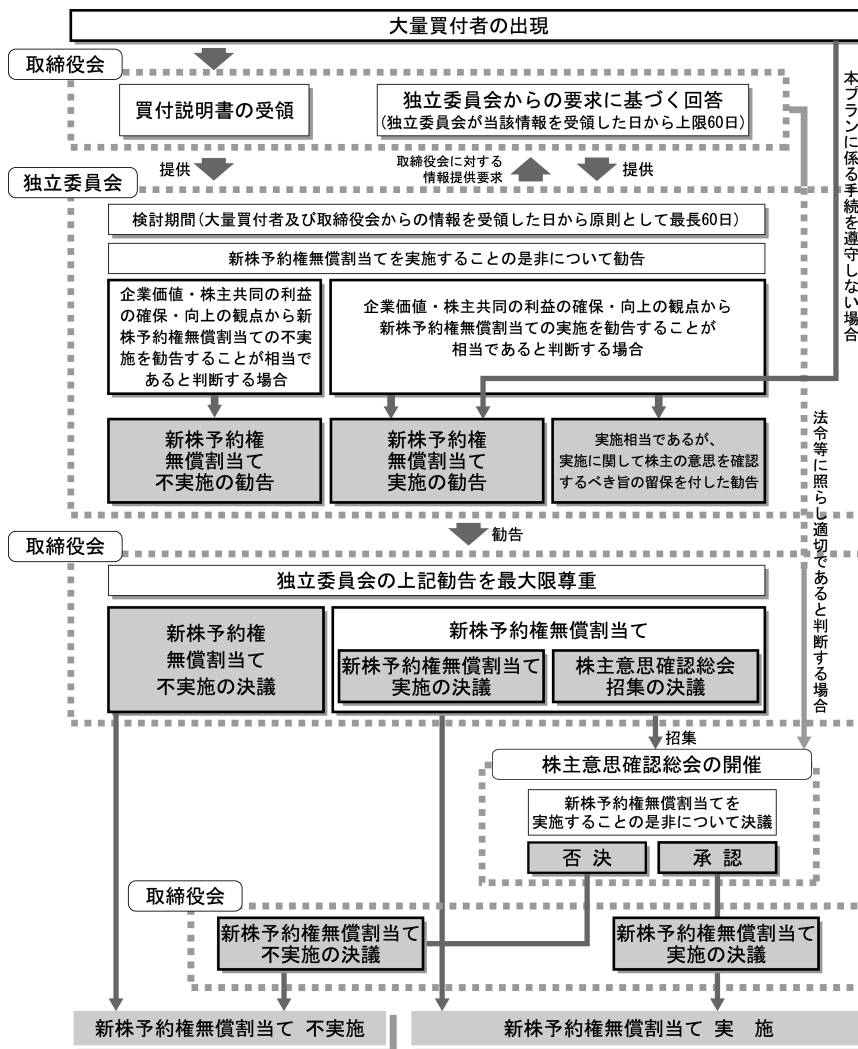 大量買付者の出現
取締役会
買付説明書の受領
独立委員会からの要求に基づく回答
(独立委員会が当該情報を受領した日から上限60日)
本プランに係る手続を遵守しない場合
提供
取締役会に対する
情報提供要求
提供
独立委員会
検討期間(大量買付者及び取締役会からの情報を受領した日から原則として最長60日)
新株予約権無償割当てを実施することの是非について勧告
企業価値・株主共同の利益
の確保・向上の観点から新
株予約権無償割当ての不実
施を勧告することが相当で
あると判断する場合
企業価値・株主共同の利益の確保・向上の観点から
新株予約権無償割当ての実施を勧告することが
相当であると判断する場合
新株予約権
無償割当て
不実施の勧告
新株予約権
無償割当て
実施の勧告
実施相当であるが、
実施に関して株主の意思を確認
するべき旨の留保を付した勧告
法令等に照らし適切であると判断する場合
勧告
取締役会
独立委員会の上記勧告を最大限尊重
新株予約権
無償割当て
不実施の決議
新株予約権無償割当て
新株予約権無償割当て
実施の決議
株主意思確認総会
招集の決議
招集
株主意思確認総会の開催
新株予約権無償割当てを
実施することの是非について決議
否 決
承 認
取締役会
新株予約権無償割当て
不実施の決議
新株予約権無償割当て
実施の決議
新株予約権無償割当て 不実施
新株予約権無償割当て 実 施